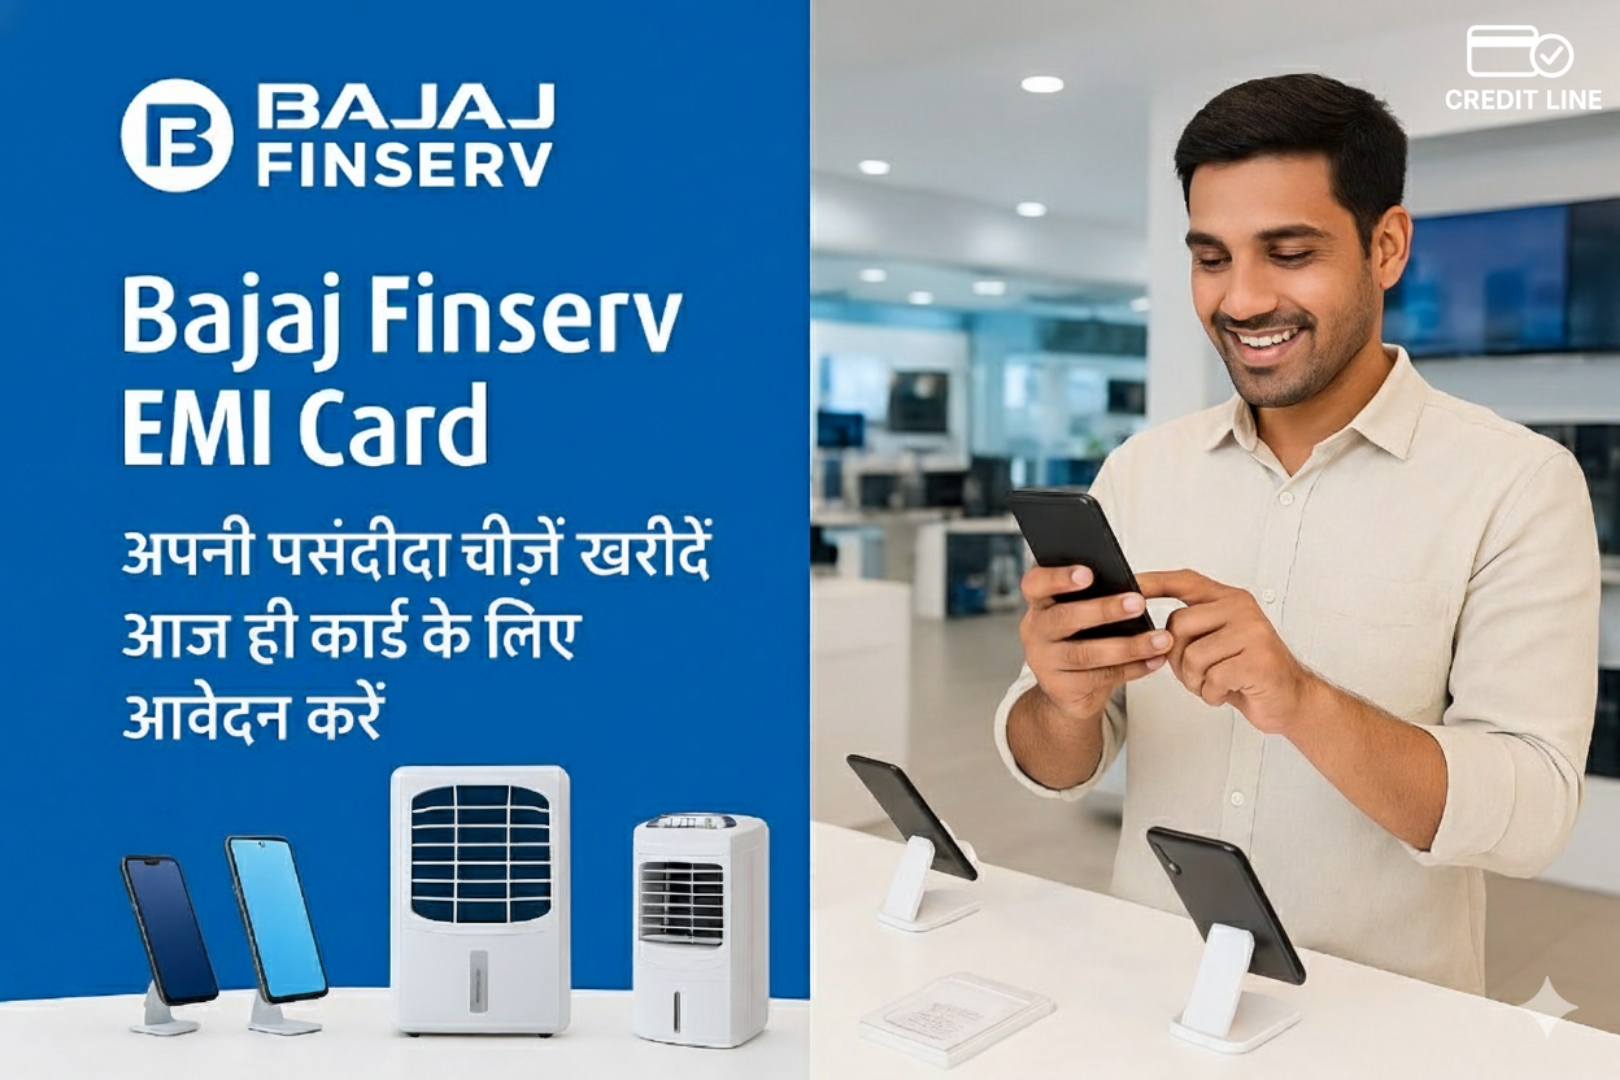 BAJAJ
FINSERV
Bajaj Finserv
EMI Card
अपनी पसंदीदा चीज़ें खरीदें
आज ही कार्ड के लिए
आवेदन करें
CREDIT LINE